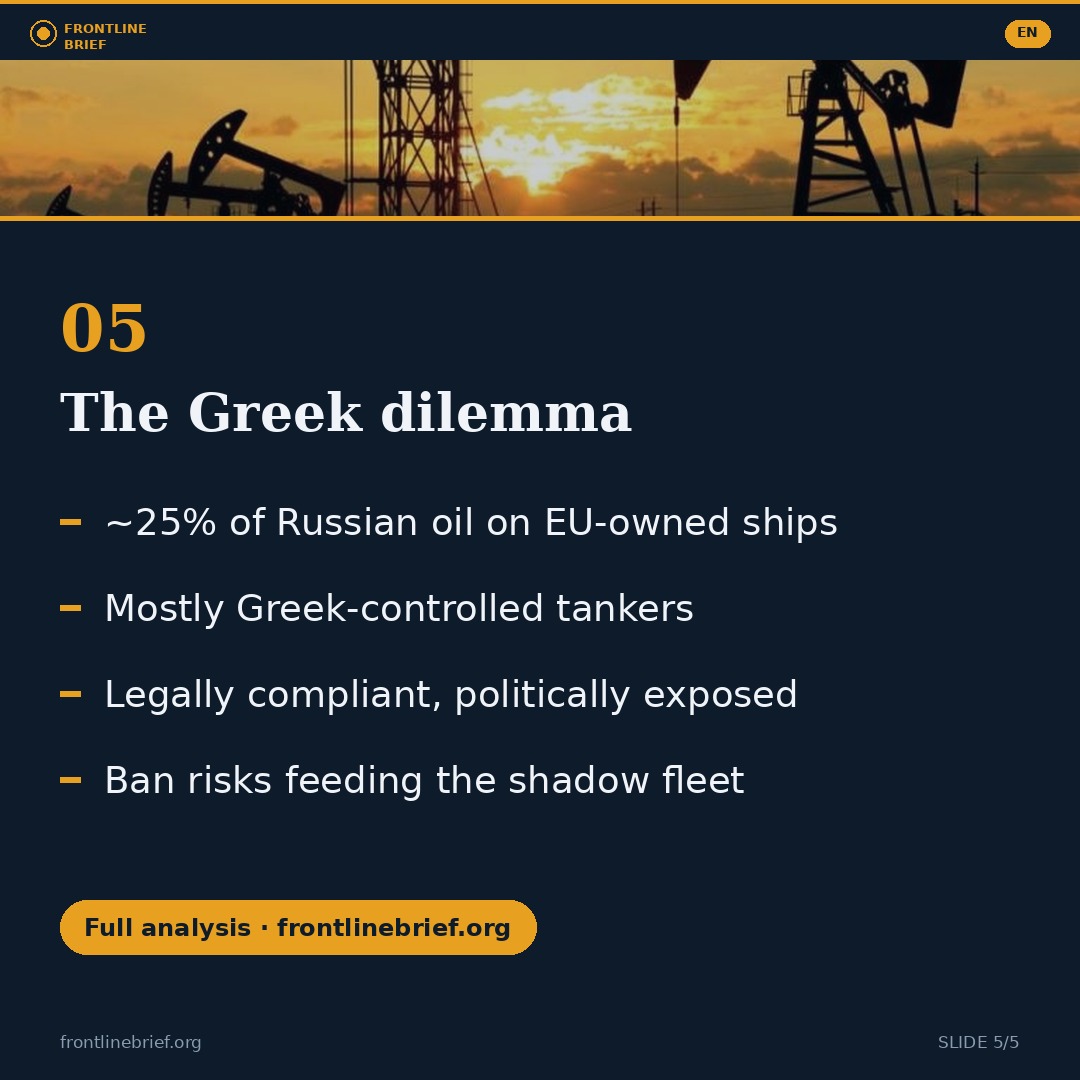 FRONTLINE
BRIEF
EN
05
The Greek dilemma
~25% of Russian oil on EU-owned ships
Mostly Greek-controlled tankers
Legally compliant, politically exposed
Ban risks feeding the shadow fleet
Full analysis · frontlinebrief.org
frontlinebrief.org
SLIDE 5/5